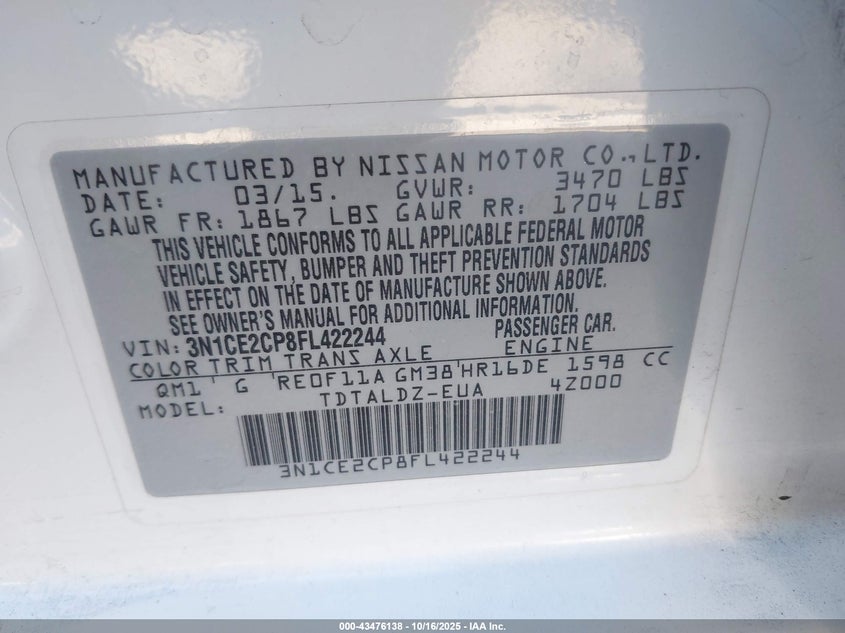 MANUFACTURED BY NISSAN MOTOR CO.,LTD.
DATE: 03/15. GVWR: 3470 LBS
GAWR FR: 1867 LBS GAWR RR: 1704 LBS
THIS VEHICLE CONFORMS TO ALL APPLICABLE FEDERAL MOTOR
VEHICLE SAFETY, BUMPER AND THEFT PREVENTION STANDARDS
IN EFFECT ON THE DATE OF MANUFACTURE SHOWN ABOVE.
SEE OWNER'S MANUAL FOR ADDITIONAL INFORMATION.
VIN: 3N1CE2CP8FL422244 PASSENGER CAR.
COLOR TRIM TRANS AXLE ENGINE
QM1 G RE0F11A GM38 HR16DE 1598 CC
MODEL: TDTALDZ-EUA 4Z000
3N1CE2CP8FL422244
000-43476138 - 10/16/2025 - IAA Inc.